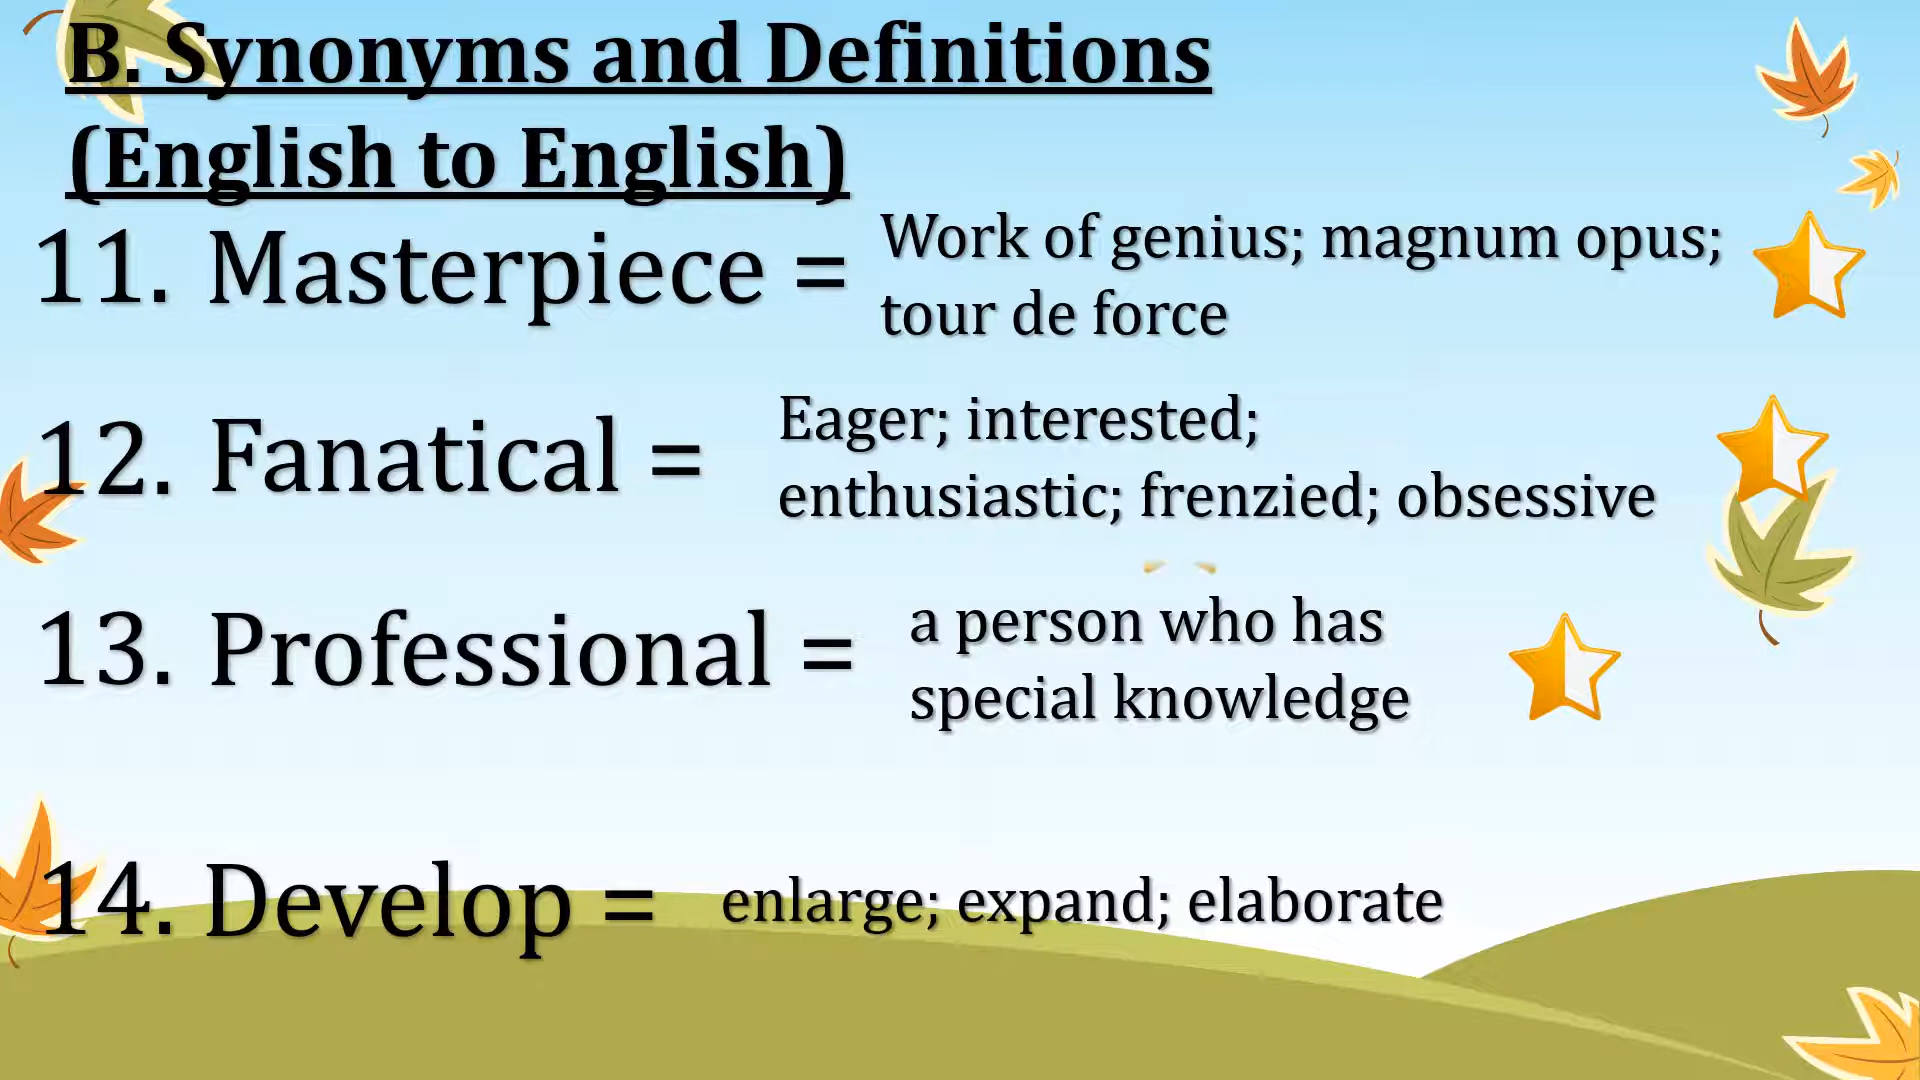 B. Synonyms and Definitions
(English to English)
11. Masterpiece = Work of genius; magnum opus;
tour de force
12. Fanatical = Eager; interested;
enthusiastic; frenzied; obsessive
13. Professional = a person who has
special knowledge
14. Develop = enlarge; expand; elaborate